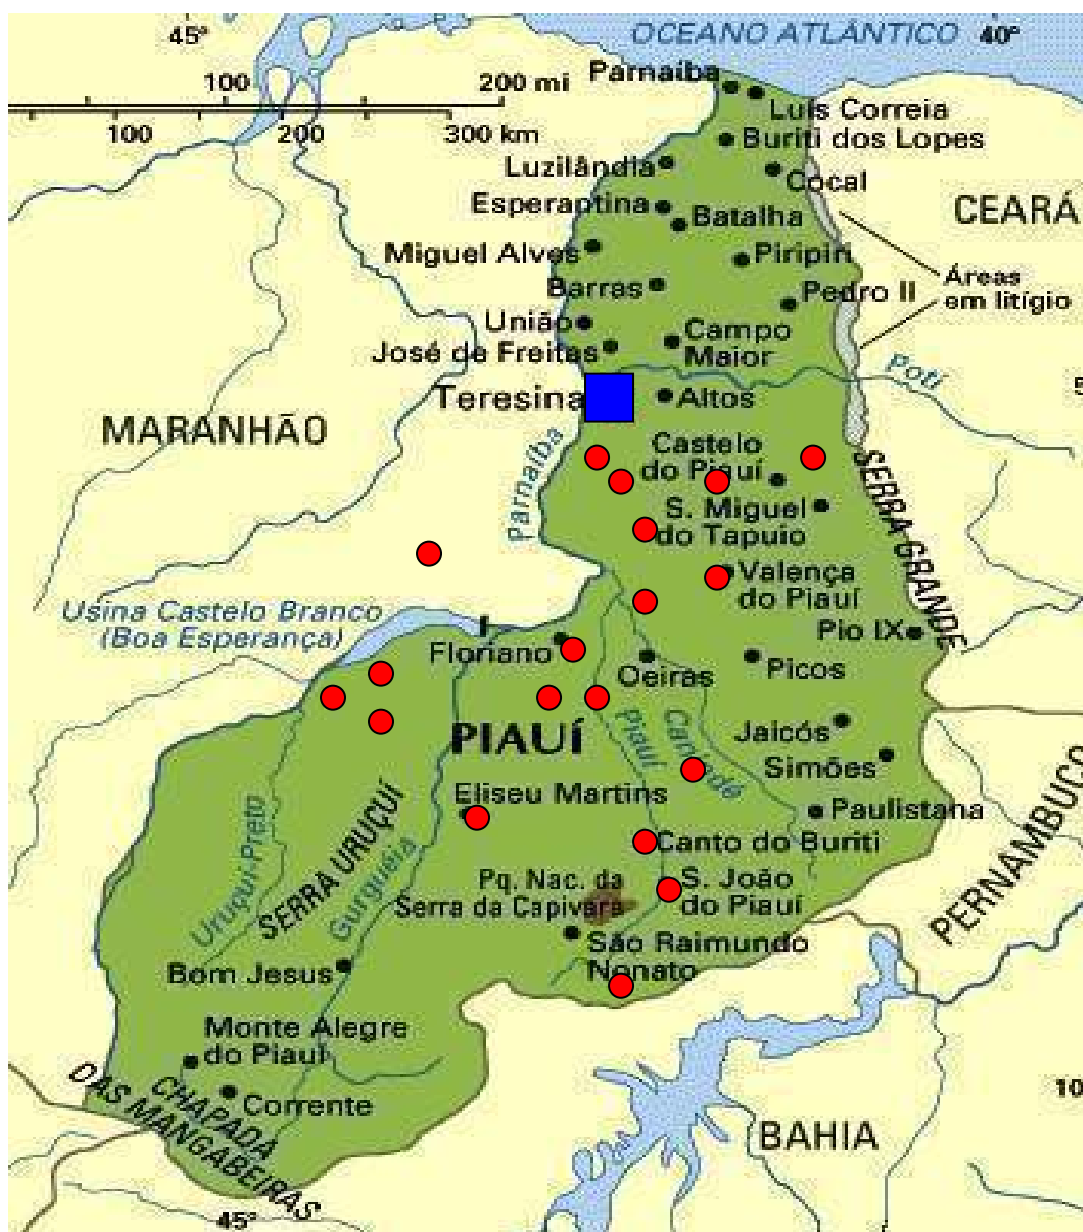 45º
OCEANO ATLÂNTICO
40º
100
200 mi
Parnaíba
100
200
300 km
Luís Correia
Buriti dos Lopes
Luzilândia
Cocal
Esperantina
Batalha
CEARÁ
Miguel Alves
Piripiri
Áreas
em litígio
Barras
Pedro II
União
Campo
Maior
José de Freitas
Poti
5
Teresina
Altos
MARANHÃO
Parnaíba
Castelo
do Piauí
SERRA GRANDE
S. Miguel
do Tapuio
Valença
do Piauí
Usina Castelo Branco
(Boa Esperança)
Pio IX
Floriano
Oeiras
Picos
PIAUÍ
Piauí
Canindé
Jaicós
Simões
Eliseu Martins
Paulistana
PERNAMBUCO
Uruçuí-Preto
SERRA URUÇUÍ
Gurguéia
Canto do Buriti
Pq. Nac. da
Serra da Capivara
S. João
do Piauí
São Raimundo
Nonato
Bom Jesus
Monte Alegre
do Piauí
CHAPADA
DAS MANGABEIRAS
Corrente
10
BAHIA
45º